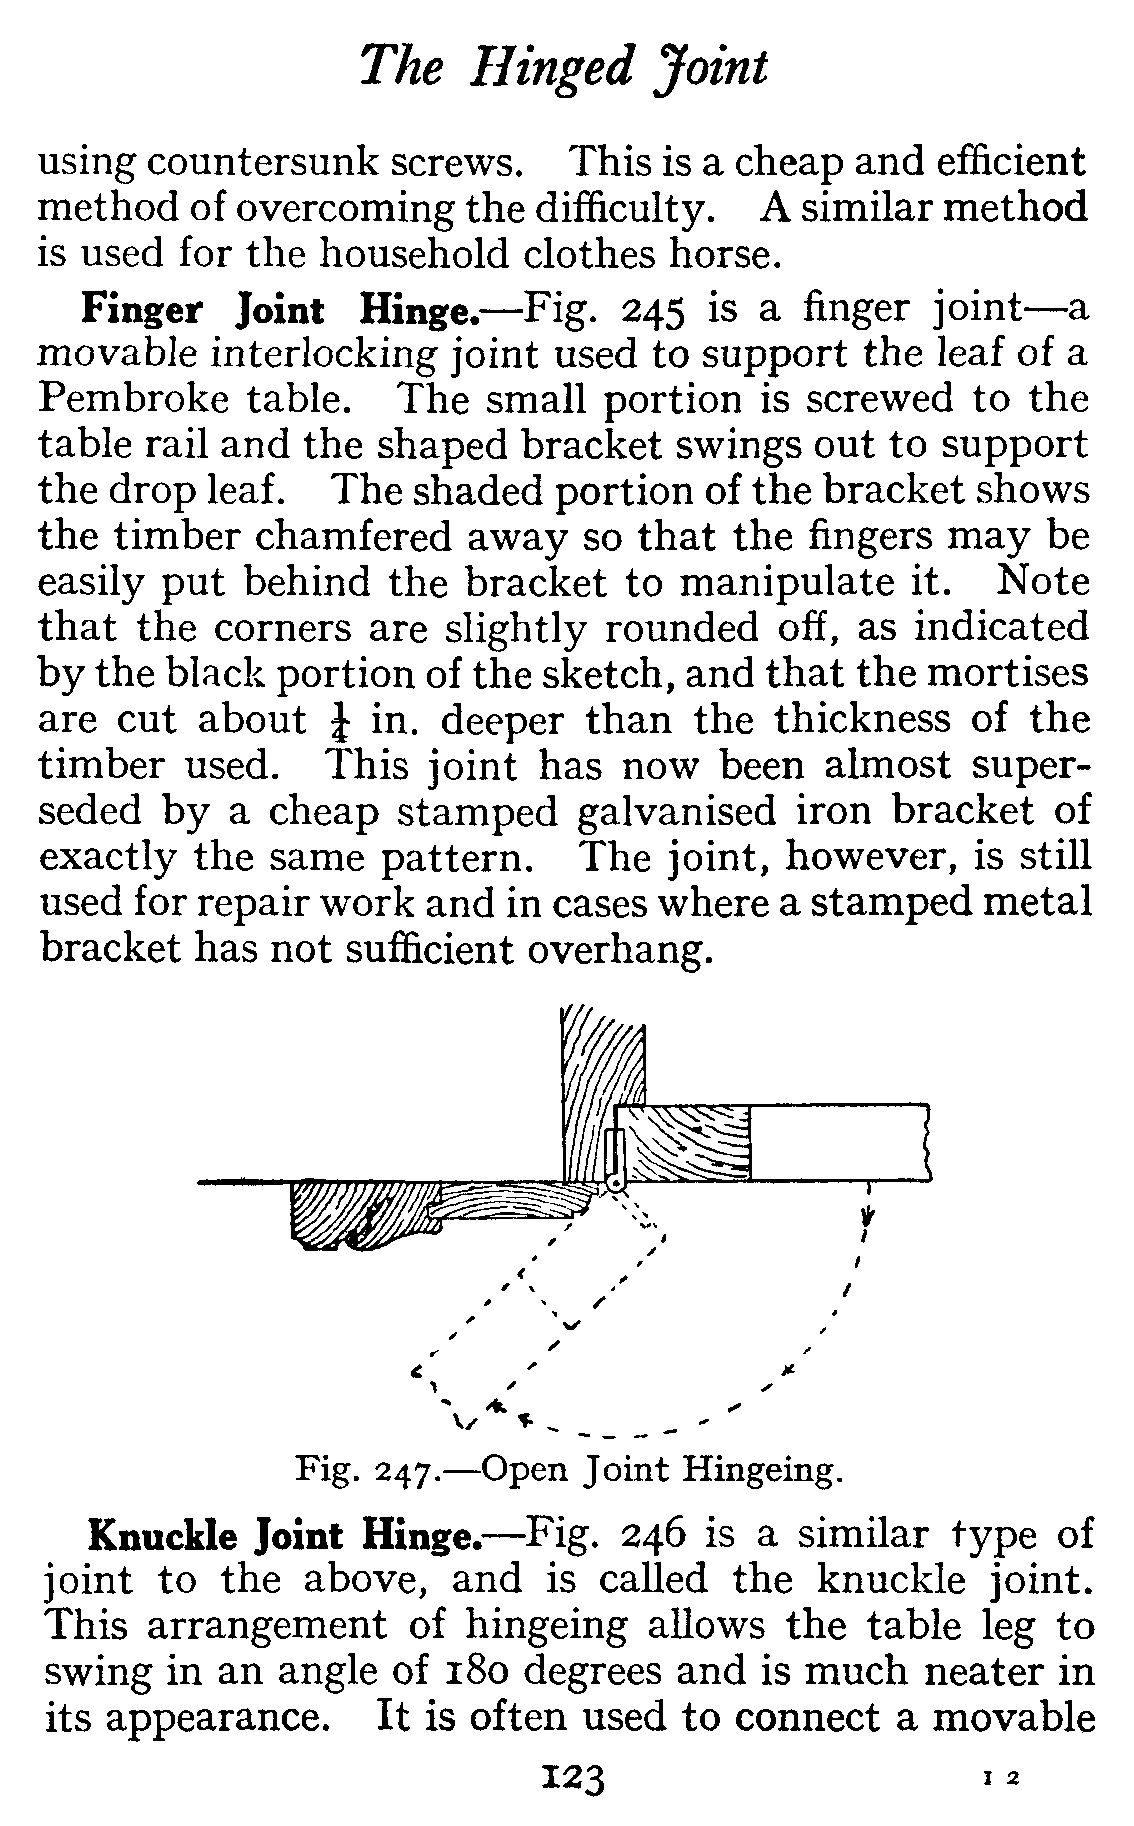 The Hinged Joint
using countersunk screws. This is a cheap and efficient
method of overcoming the difficulty. A similar method
is used for the household clothes horse.
Finger Joint Hinge.—Fig. 245 is a finger joint—a
movable interlocking joint used to support the leaf of a
Pembroke table. The small portion is screwed to the
table rail and the shaped bracket swings out to support
the drop leaf. The shaded portion of the bracket shows
the timber chamfered away so that the fingers may be
easily put behind the bracket to manipulate it. Note
that the corners are slightly rounded off, as indicated
by the black portion of the sketch, and that the mortises
are cut about ¼ in. deeper than the thickness of the
timber used. This joint has now been almost super-
seded by a cheap stamped galvanised iron bracket of
exactly the same pattern. The joint, however, is still
used for repair work and in cases where a stamped metal
bracket has not sufficient overhang.
Fig. 247.—Open Joint Hingeing.
Knuckle Joint Hinge.—Fig. 246 is a similar type of
joint to the above, and is called the knuckle joint.
This arrangement of hingeing allows the table leg to
swing in an angle of 180 degrees and is much neater in
its appearance. It is often used to connect a movable
123 I 2